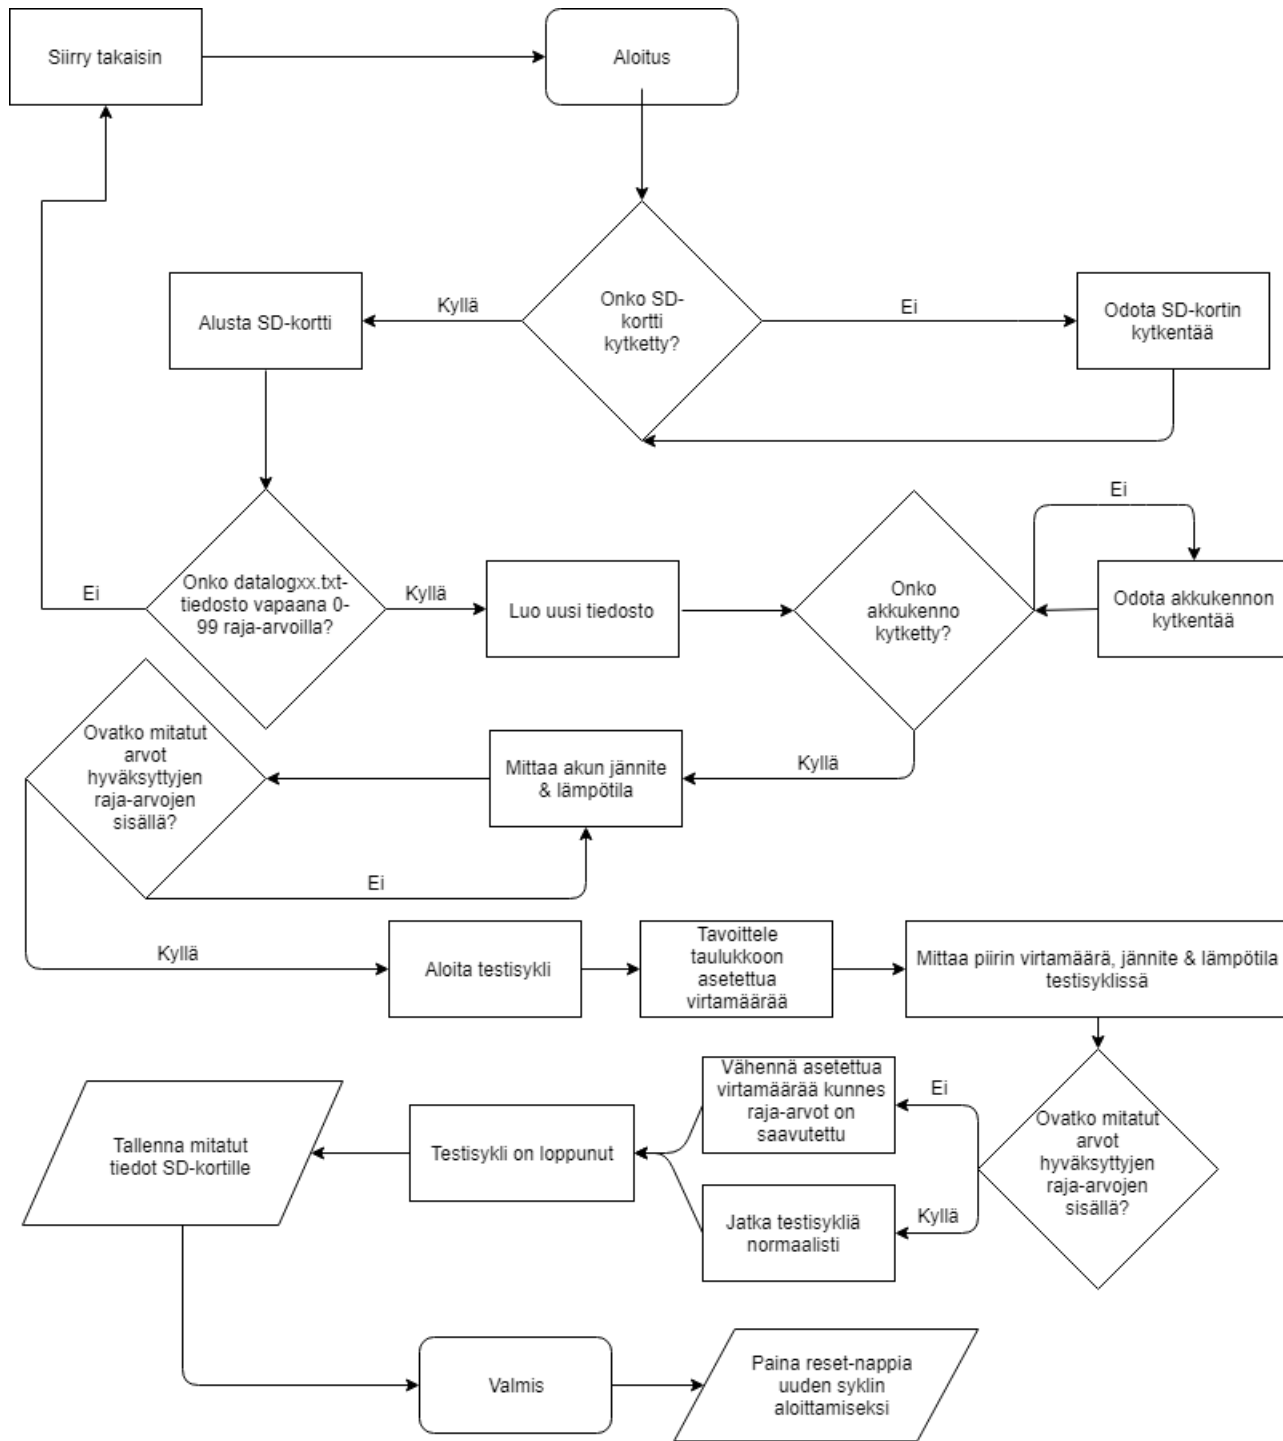 Siirry takaisin
Aloitus
Onko SD-
kortti
kytketty?
Kyllä
Ei
Alusta SD-kortti
Odota SD-kortin
kytkentää
Onko datalogxx.txt-
tiedosto vapaana 0-
99 raja-arvoilla?
Ei
Kyllä
Luo uusi tiedosto
Onko
akkukenno
kytketty?
Ei
Odota akkukennon
kytkentää
Kyllä
Mittaa akun jännite
& lämpötila
Ovatko mitatut
arvot
hyväksyttyjen
raja-arvojen
sisällä?
Ei
Kyllä
Aloita testisykli
Tavoittele
taulukkoon
asetettua
virtamäärää
Mittaa piirin virtamäärä, jännite & lämpötila
testisyklissä
Ovatko mitatut
arvot
hyväksyttyjen
raja-arvojen
sisällä?
Ei
Kyllä
Vähennä asetettua
virtamäärää kunnes
raja-arvot on
saavutettu
Jatka testisykliä
normaalisti
Testisykli on loppunut
Tallenna mitatut
tiedot SD-kortille
Valmis
Paina reset-nappia
uuden syklin
aloittamiseksi